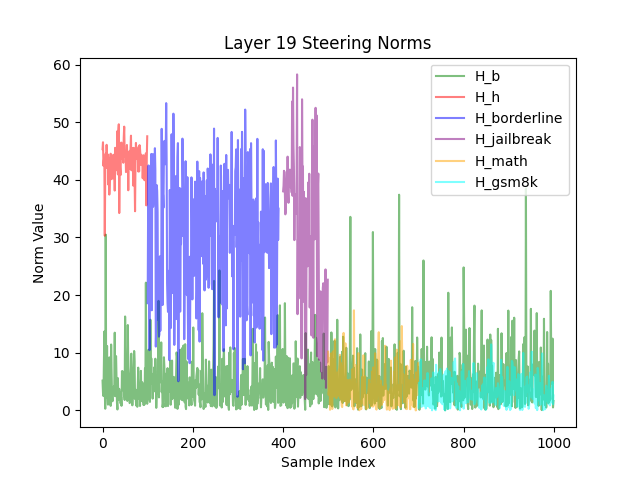 Layer 19 Steering Norms
60
50
40
30
20
10
0
Norm Value
H_b
H_h
H_borderline
H_jailbreak
H_math
H_gsm8k
0 200 400 600 800 1000
Sample Index